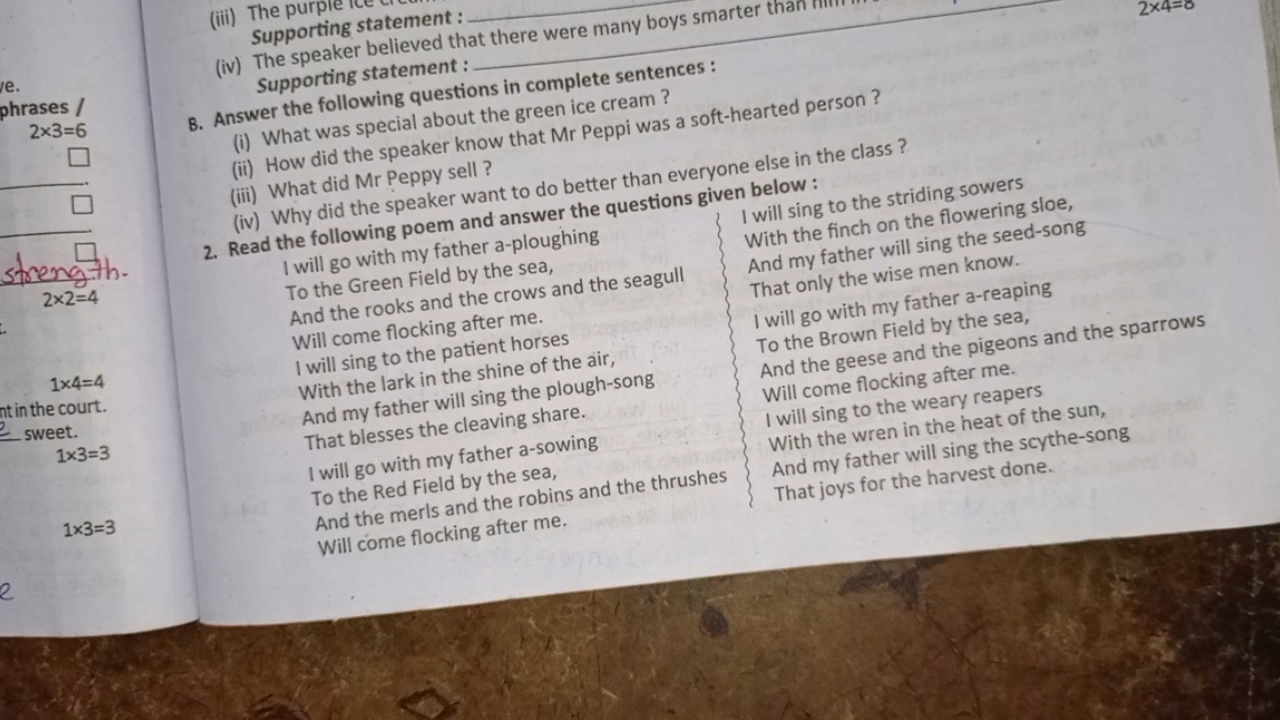 (iii) The purple ice cream
Supporting statement :
(iv) The speaker believed that there were many boys smarter than him in
Supporting statement :
2×4=8
B. Answer the following questions in complete sentences :
(i) What was special about the green ice cream ?
(ii) How did the speaker know that Mr Peppi was a soft-hearted person ?
(iii) What did Mr Peppy sell ?
(iv) Why did the speaker want to do better than everyone else in the class ?
2. Read the following poem and answer the questions given below :
I will go with my father a-ploughing
To the Green Field by the sea,
And the rooks and the crows and the seagull
Will come flocking after me.
I will sing to the patient horses
With the lark in the shine of the air,
And my father will sing the plough-song
That blesses the cleaving share.
I will go with my father a-sowing
To the Red Field by the sea,
And the merls and the robins and the thrushes
Will come flocking after me.
I will sing to the striding sowers
With the finch on the flowering sloe,
And my father will sing the seed-song
That only the wise men know.
I will go with my father a-reaping
To the Brown Field by the sea,
And the geese and the pigeons and the sparrows
Will come flocking after me.
I will sing to the weary reapers
With the wren in the heat of the sun,
And my father will sing the scythe-song
That joys for the harvest done.
phrases /
2×3=6
strength.
2×2=4
1×4=4
in the court.
sweet.
1×3=3
1×3=3